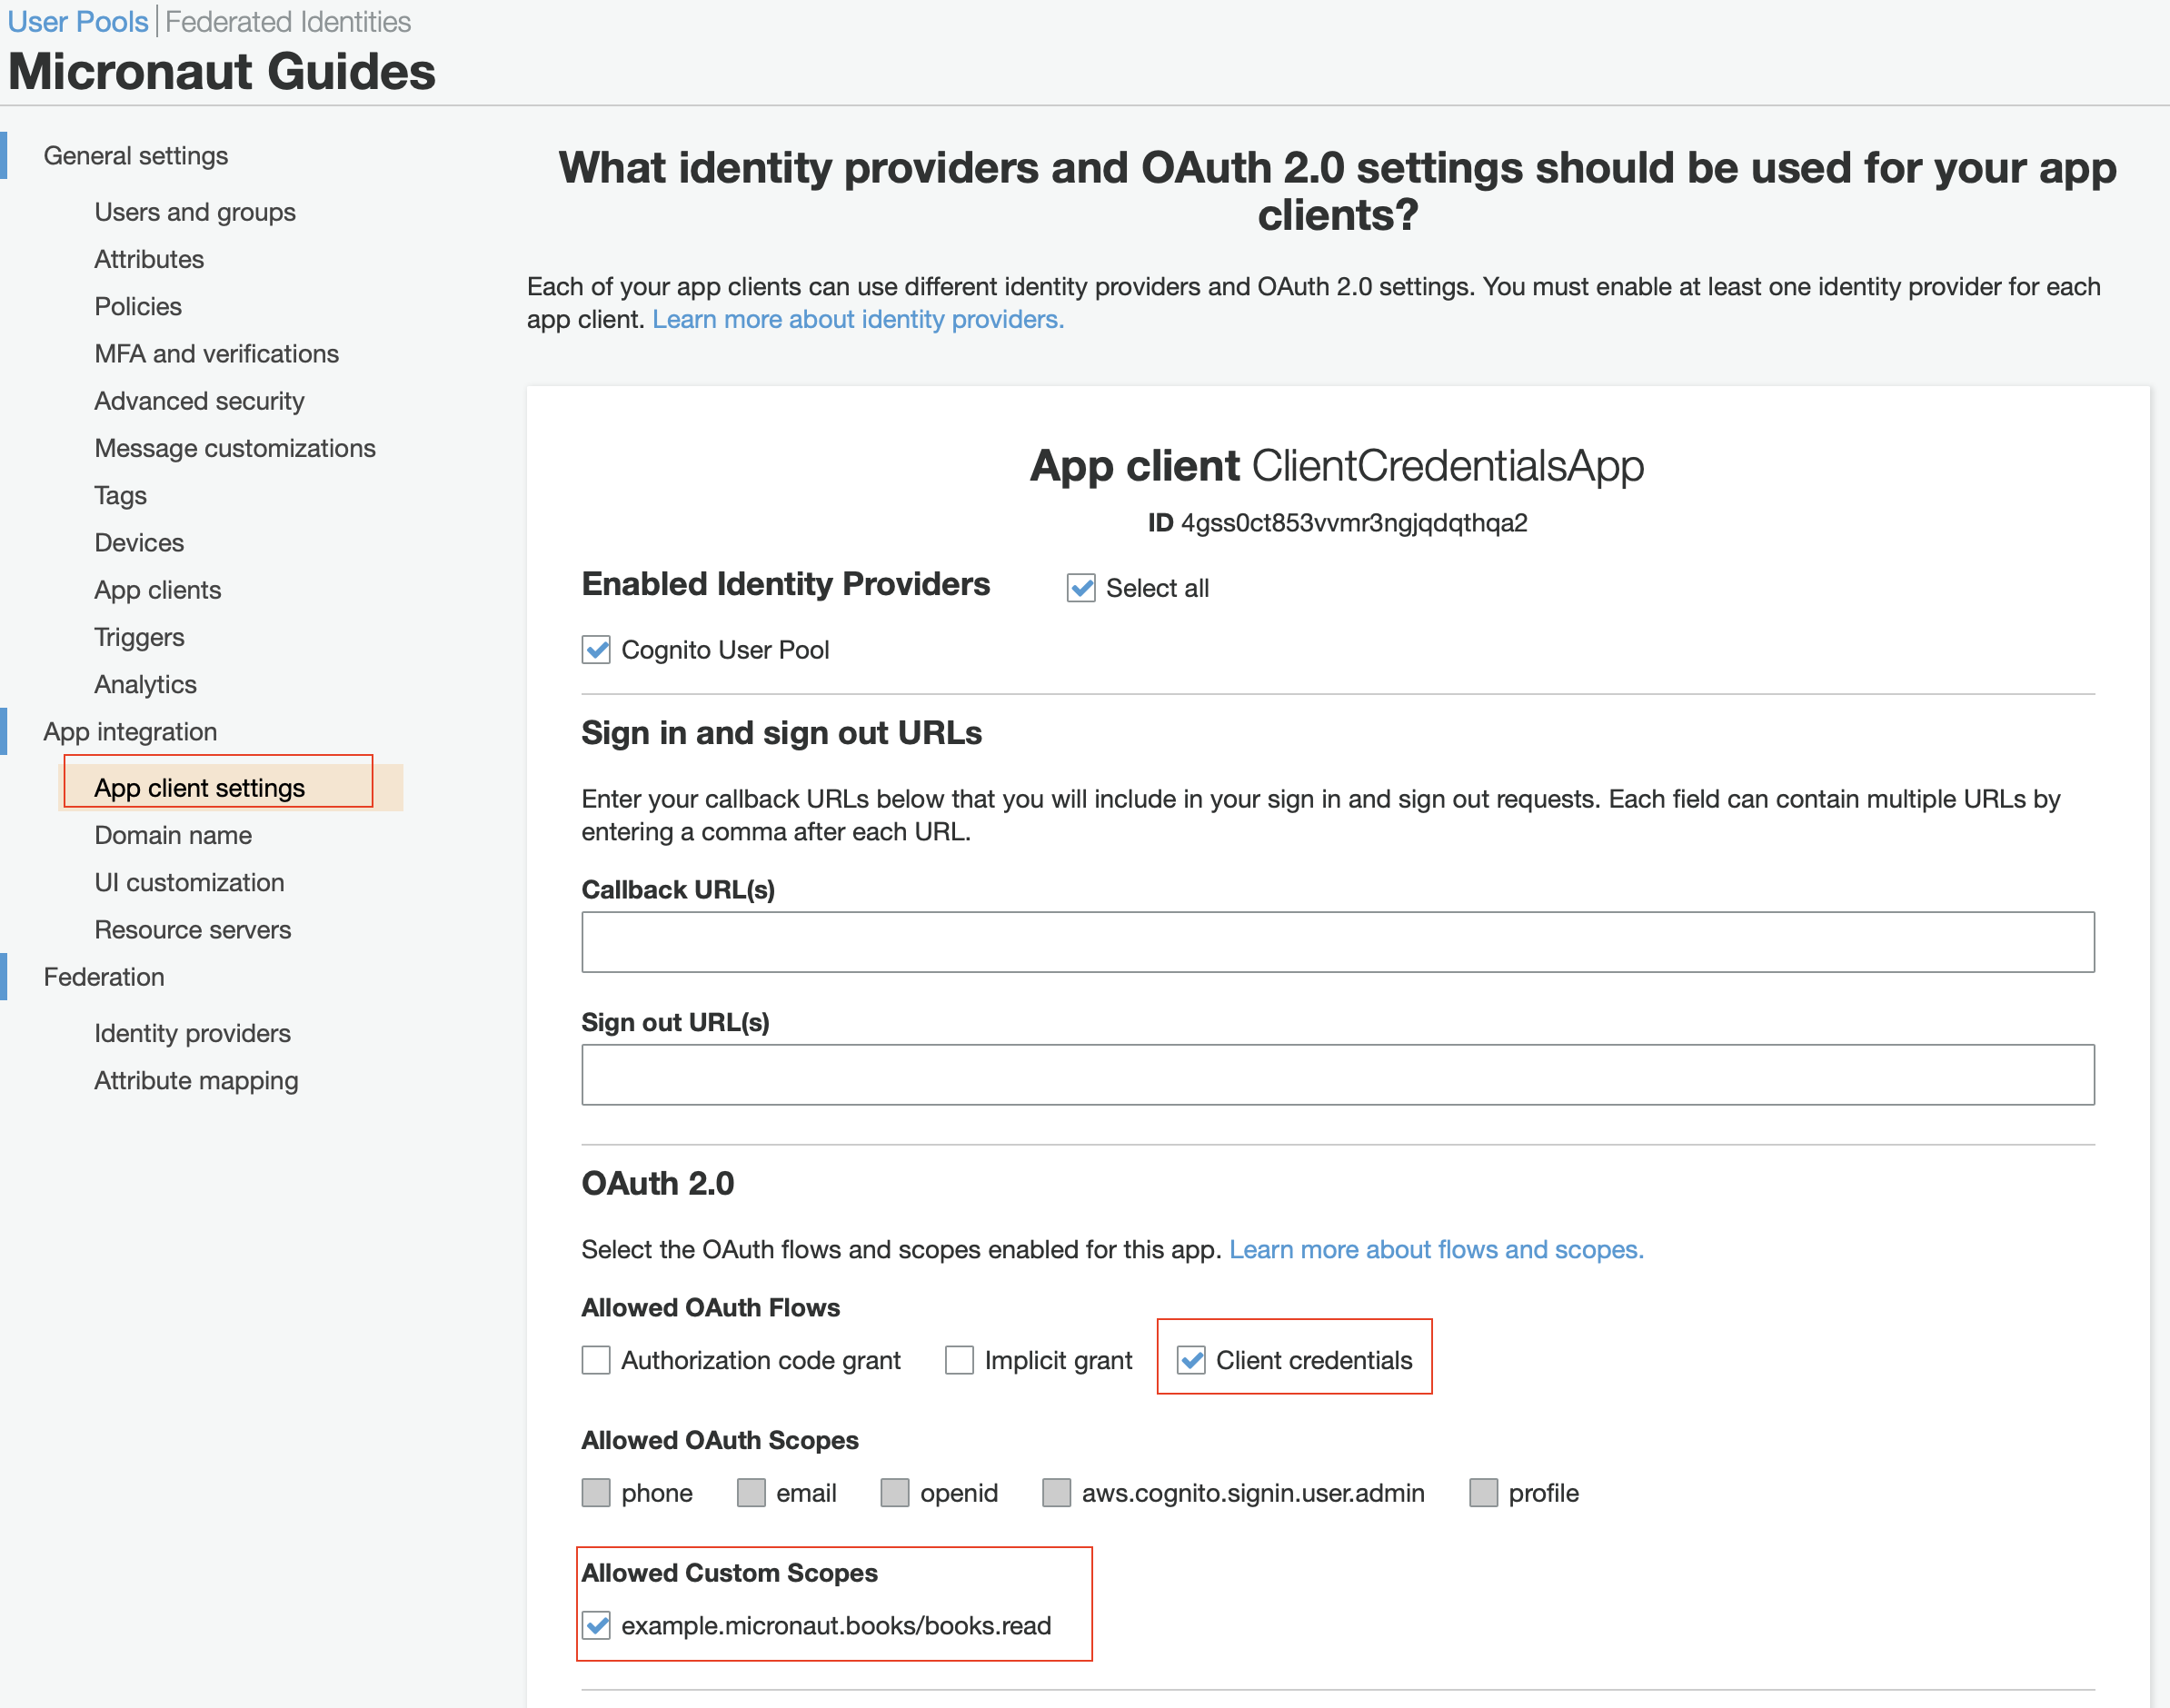 User Pools | Federated Identities
Micronaut Guides
General settings
Users and groups
Attributes
Policies
MFA and verifications
Advanced security
Message customizations
Tags
Devices
App clients
Triggers
Analytics
App integration
App client settings
Domain name
UI customization
Resource servers
Federation
Identity providers
Attribute mapping
What identity providers and OAuth 2.0 settings should be used for your app
clients?
Each of your app clients can use different identity providers and OAuth 2.0 settings. You must enable at least one identity provider for each
app client. Learn more about identity providers.
App client ClientCredentialsApp
ID 4gss0ct853vvmr3ngjqdqthqa2
Enabled Identity Providers Select all
Cognito User Pool
Sign in and sign out URLs
Enter your callback URLs below that you will include in your sign in and sign out requests. Each field can contain multiple URLs by
entering a comma after each URL.
Callback URL(s)
Sign out URL(s)
OAuth 2.0
Select the OAuth flows and scopes enabled for this app. Learn more about flows and scopes.
Allowed OAuth Flows
Authorization code grant Implicit grant Client credentials
Allowed OAuth Scopes
phone email openid aws.cognito.signin.user.admin profile
Allowed Custom Scopes
example.micronaut.books/books.read